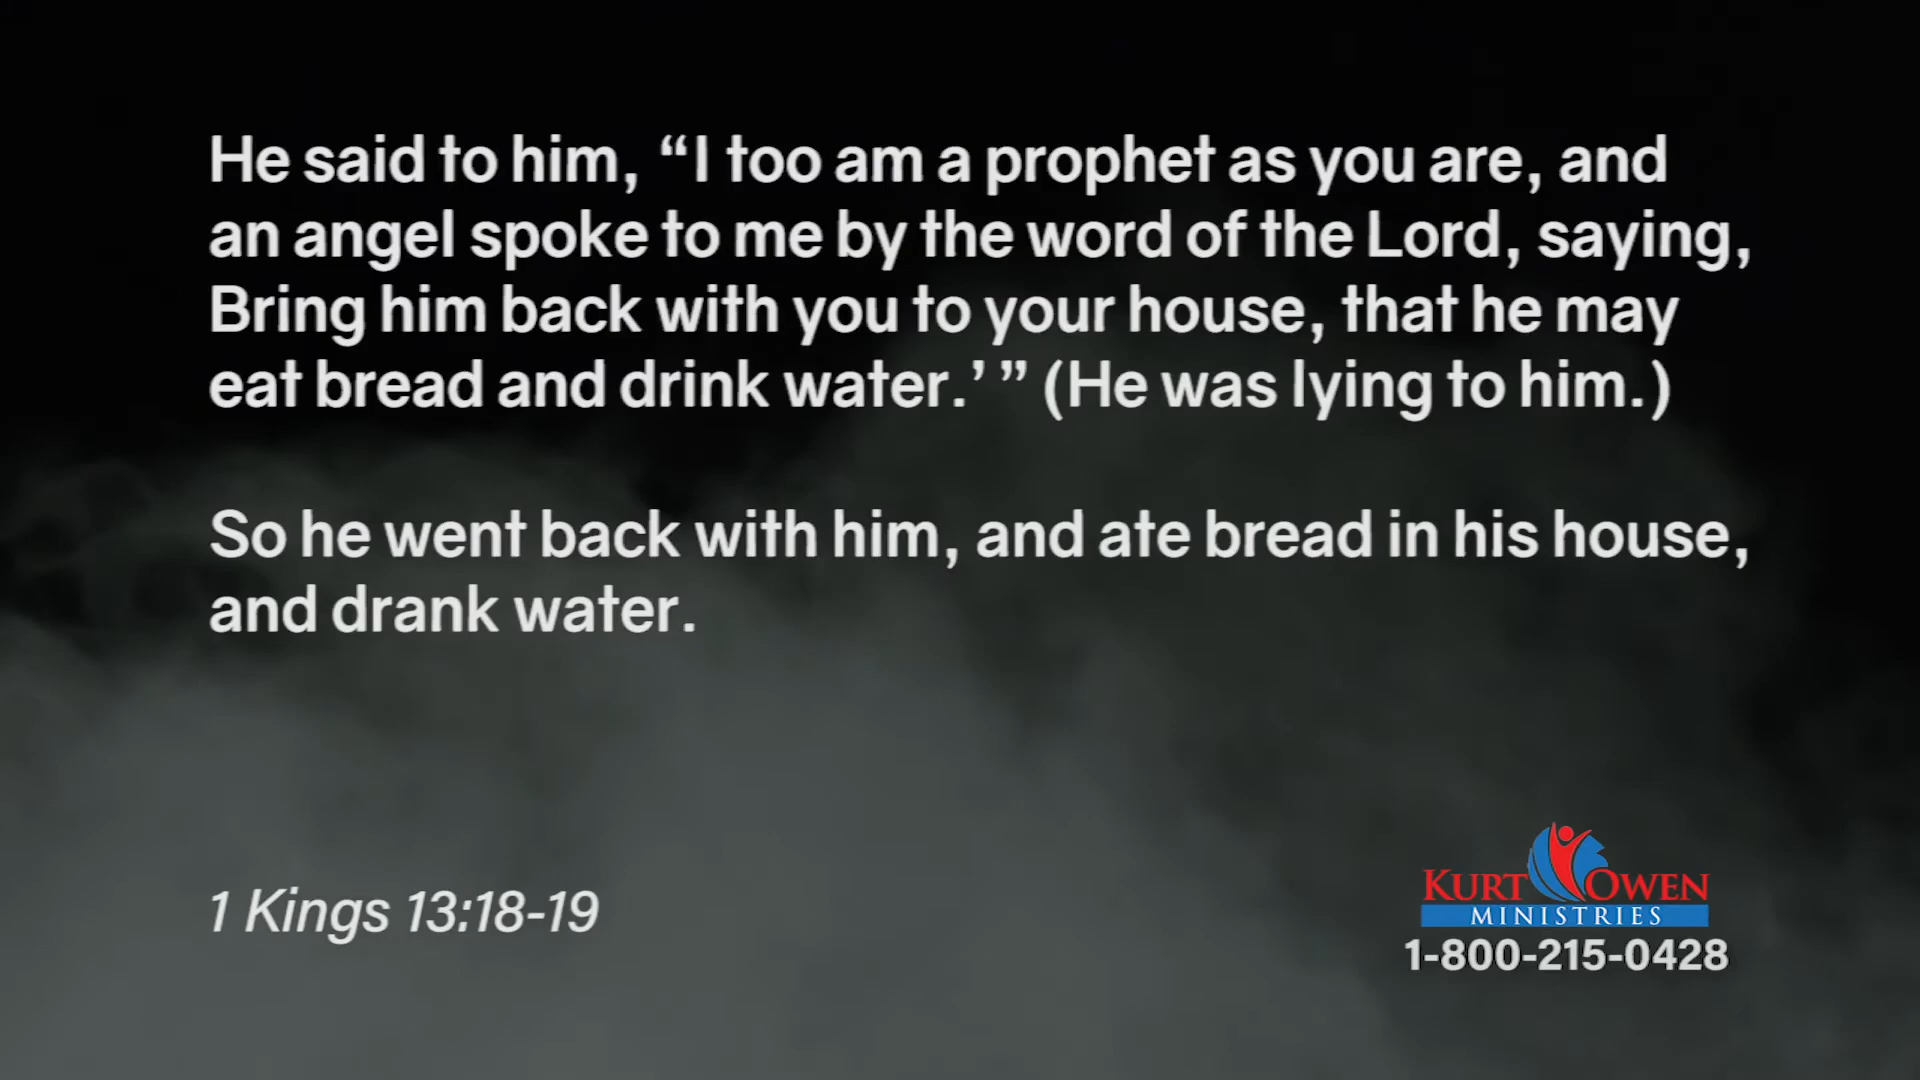 He said to him, “I too am a prophet as you are, and
an angel spoke to me by the word of the Lord, saying,
Bring him back with you to your house, that he may
eat bread and drink water.’ ” (He was lying to him.)
So he went back with him, and ate bread in his house,
and drank water.
1 Kings 13:18-19
KURT OWEN
MINISTRIES
1-800-215-0428